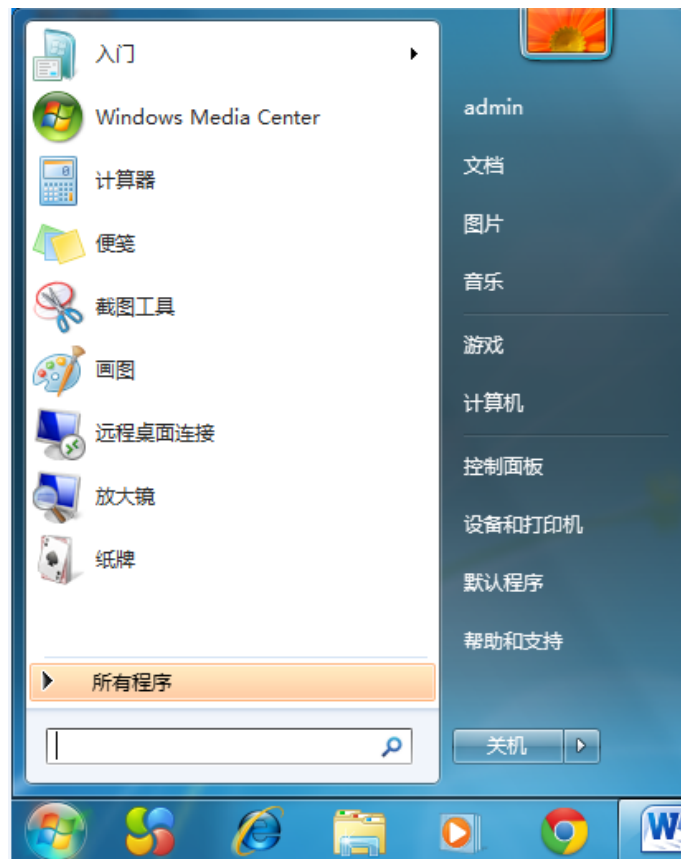 入门
Windows Media Center
计算器
便笺
截图工具
画图
远程桌面连接
放大镜
纸牌
所有程序
admin
文档
图片
音乐
游戏
计算机
控制面板
设备和打印机
默认程序
帮助和支持
关机
W